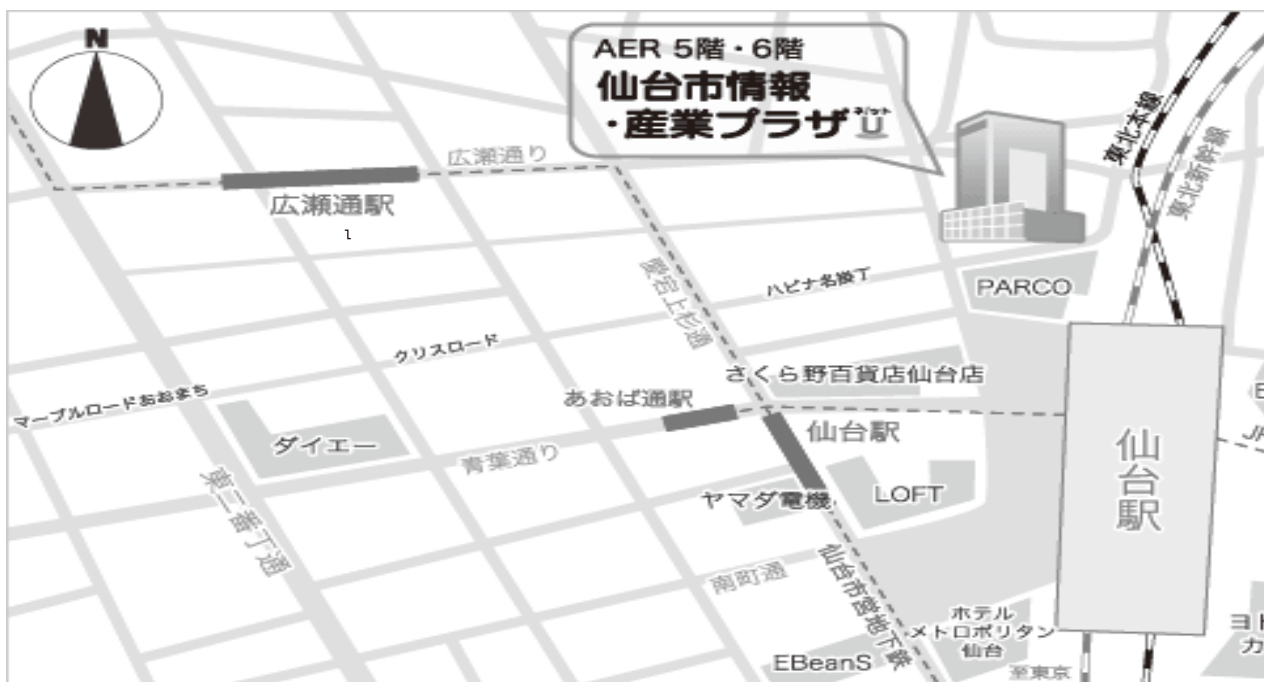 N
AER 5階・6階
仙台市情報
・産業プラザ
ネットU
東北本線
東北新幹線
広瀬通り
広瀬通駅
1
愛宕上杉通
ハピナ名掛丁
PARCO
クリスロード
さくら野百貨店仙台店
マーブルロードおおまち
あおば通駅
仙台駅
ダイエー
青葉通り
仙台駅
LOFT
ヤマダ電機
東二番丁通
南町通
仙台市営地下鉄
ホテル
メトロポリタン
仙台
EBeanS
至東京